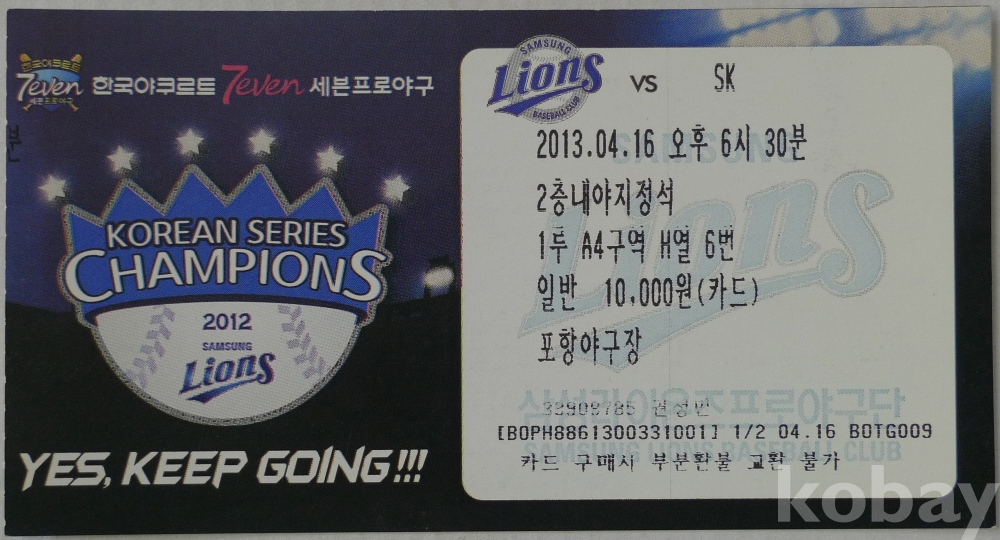 한국야쿠르트
7even
세븐프로야구
한국야쿠르트 7even 세븐프로야구
KOREAN SERIES
CHAMPIONS
2012
SAMSUNG
Lions
YES, KEEP GOING!!!
SAMSUNG
Lions
BASEBALL CLUB
VS SK
2013.04.16 오후 6시 30분
2층내야지정석
1루 A4구역 H열 6번
일반 10,000원(카드)
포항야구장
Lions
삼성라이온즈프로야구단
SAMSUNG LIONS BASEBALL CLUB
33909785 권성민
[BOPH8861300331001] 1/2 04.16 BOTG009
카드 구매시 부분환불 교환 불가
kobay